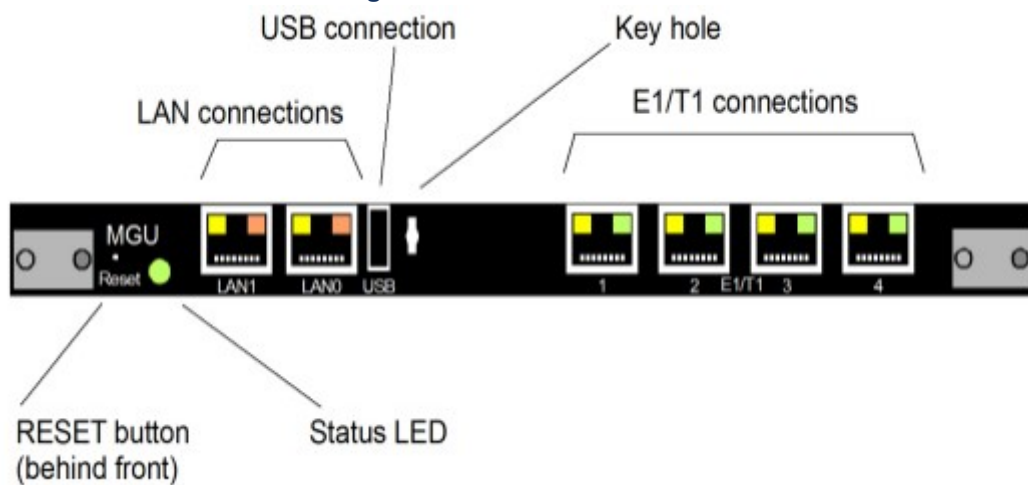 USB connection
Key hole
LAN connections
E1/T1 connections
MGU
Reset
LAN1
LAN0
USB
1
2
E1/T1
3
4
RESET button
(behind front)
Status LED